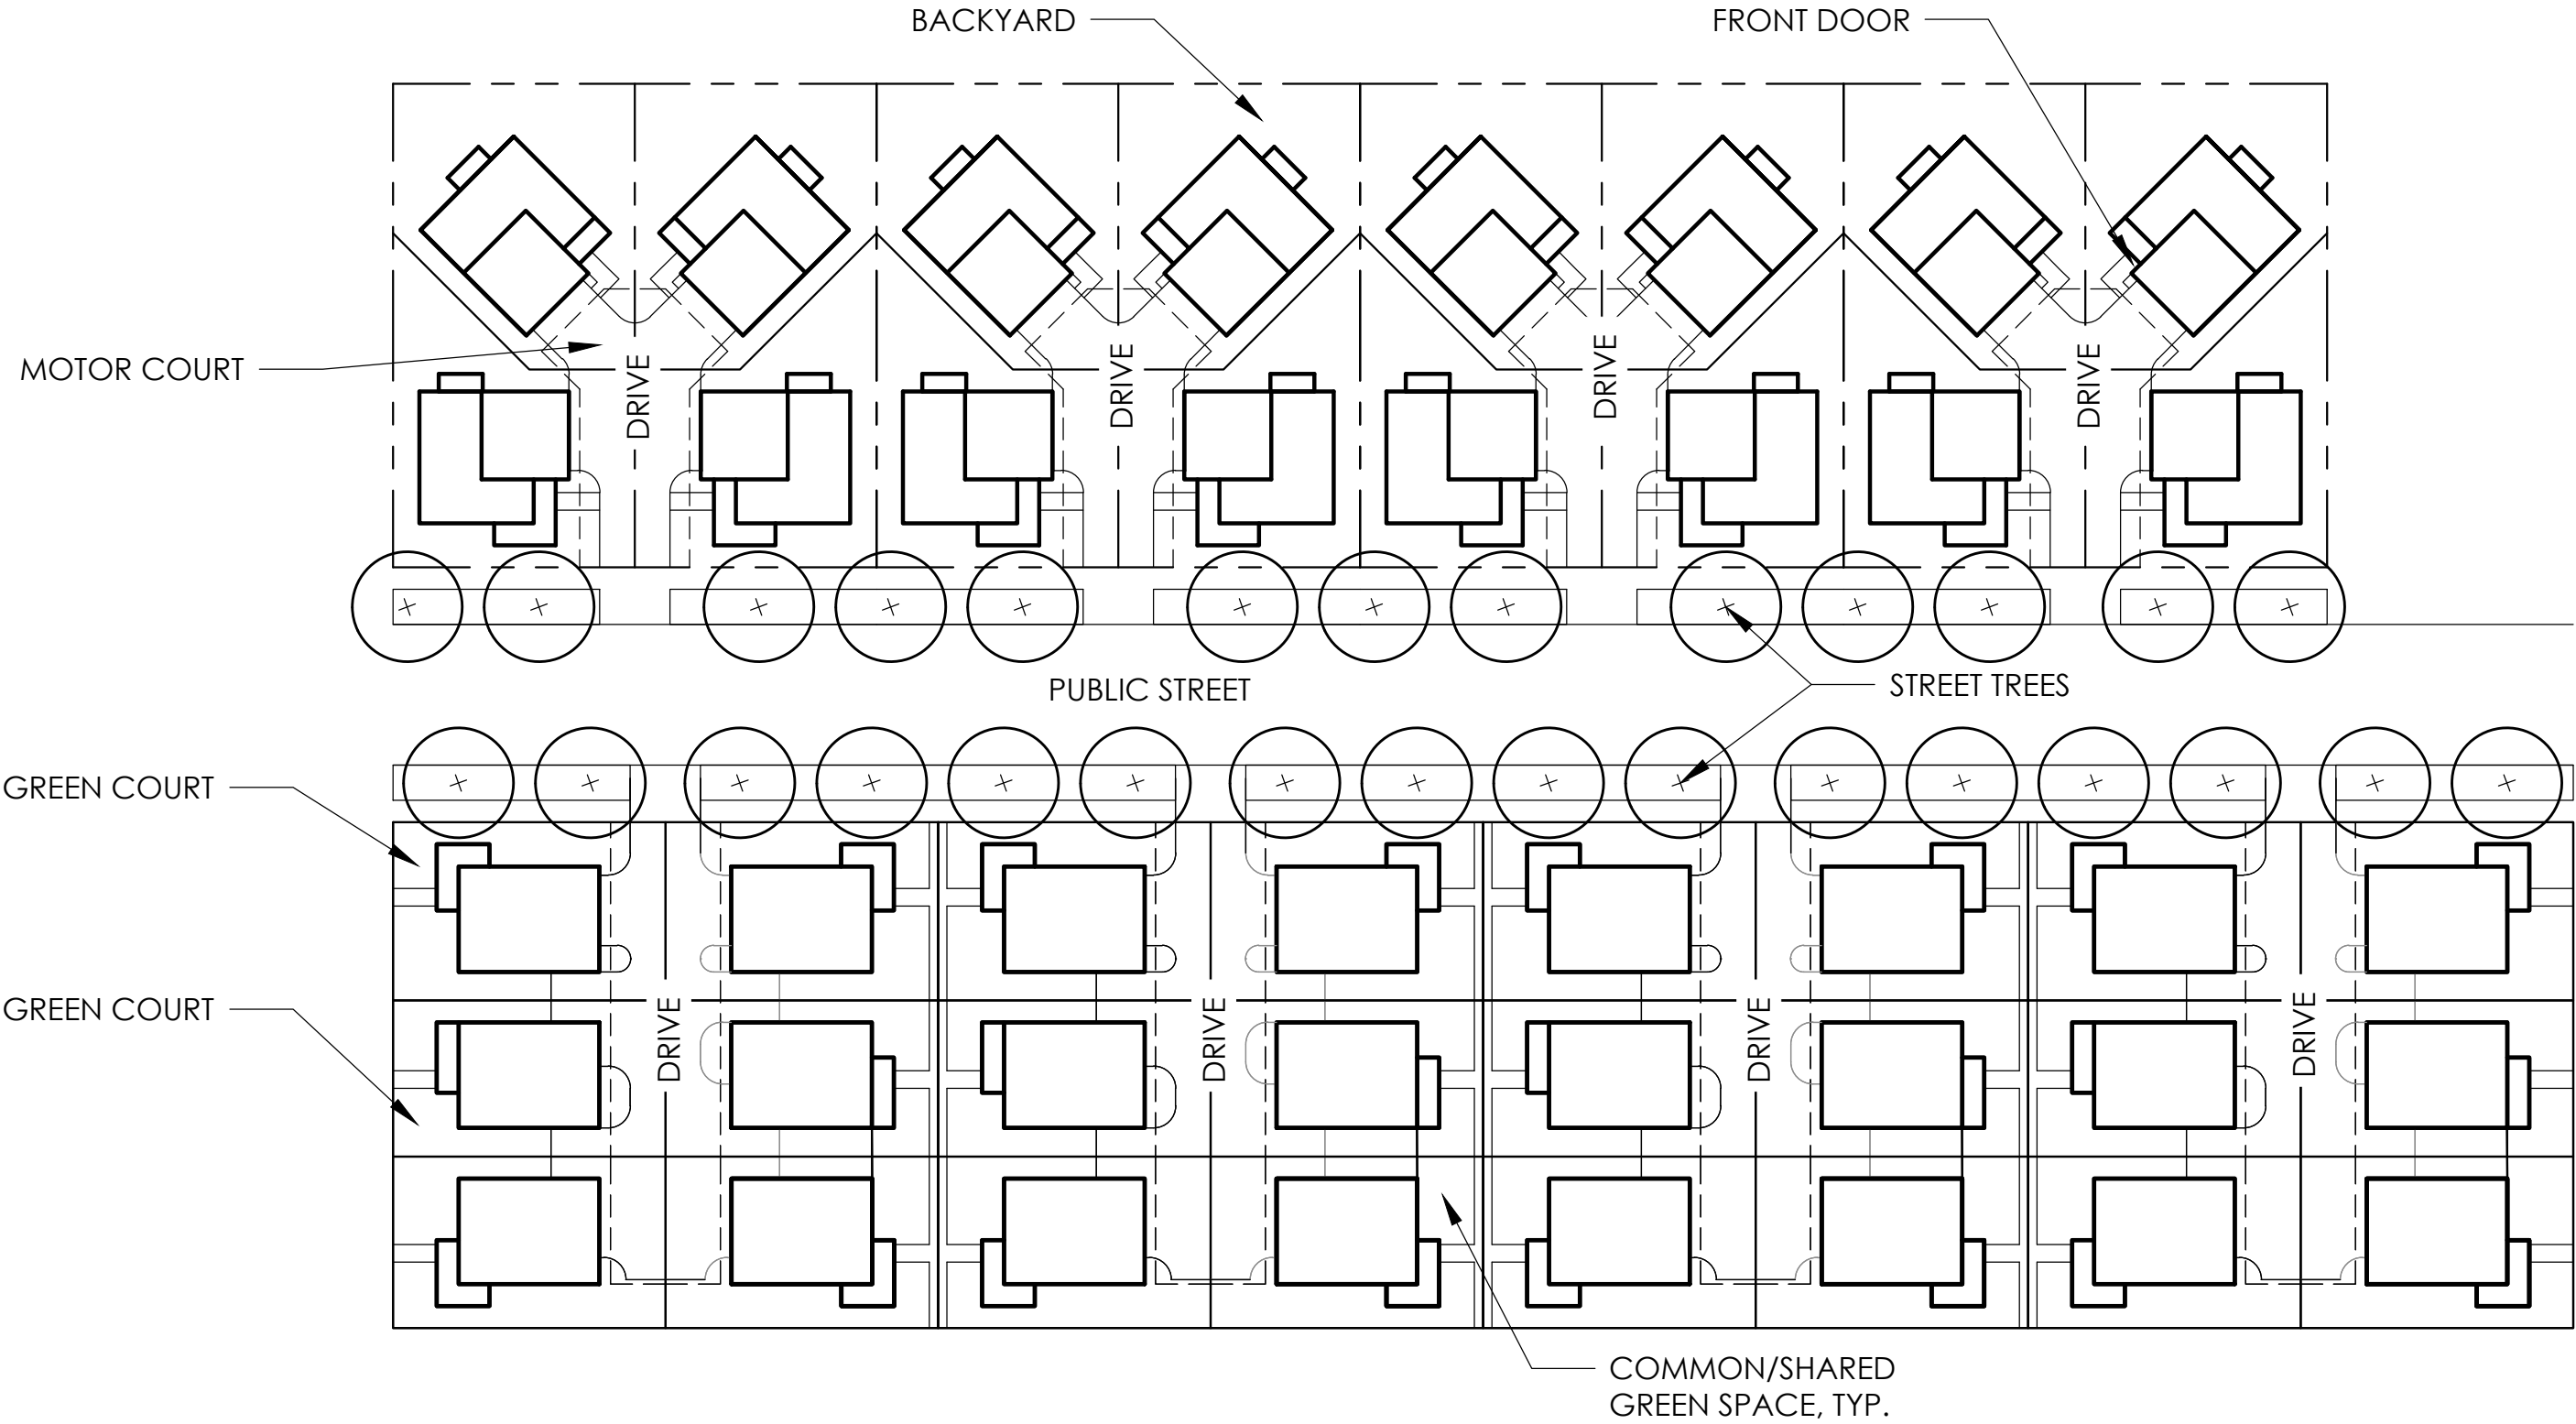 BACKYARD
FRONT DOOR
MOTOR COURT
DRIVE
DRIVE
DRIVE
DRIVE
PUBLIC STREET
STREET TREES
GREEN COURT
GREEN COURT
DRIVE
DRIVE
DRIVE
DRIVE
COMMON/SHARED
GREEN SPACE, TYP.